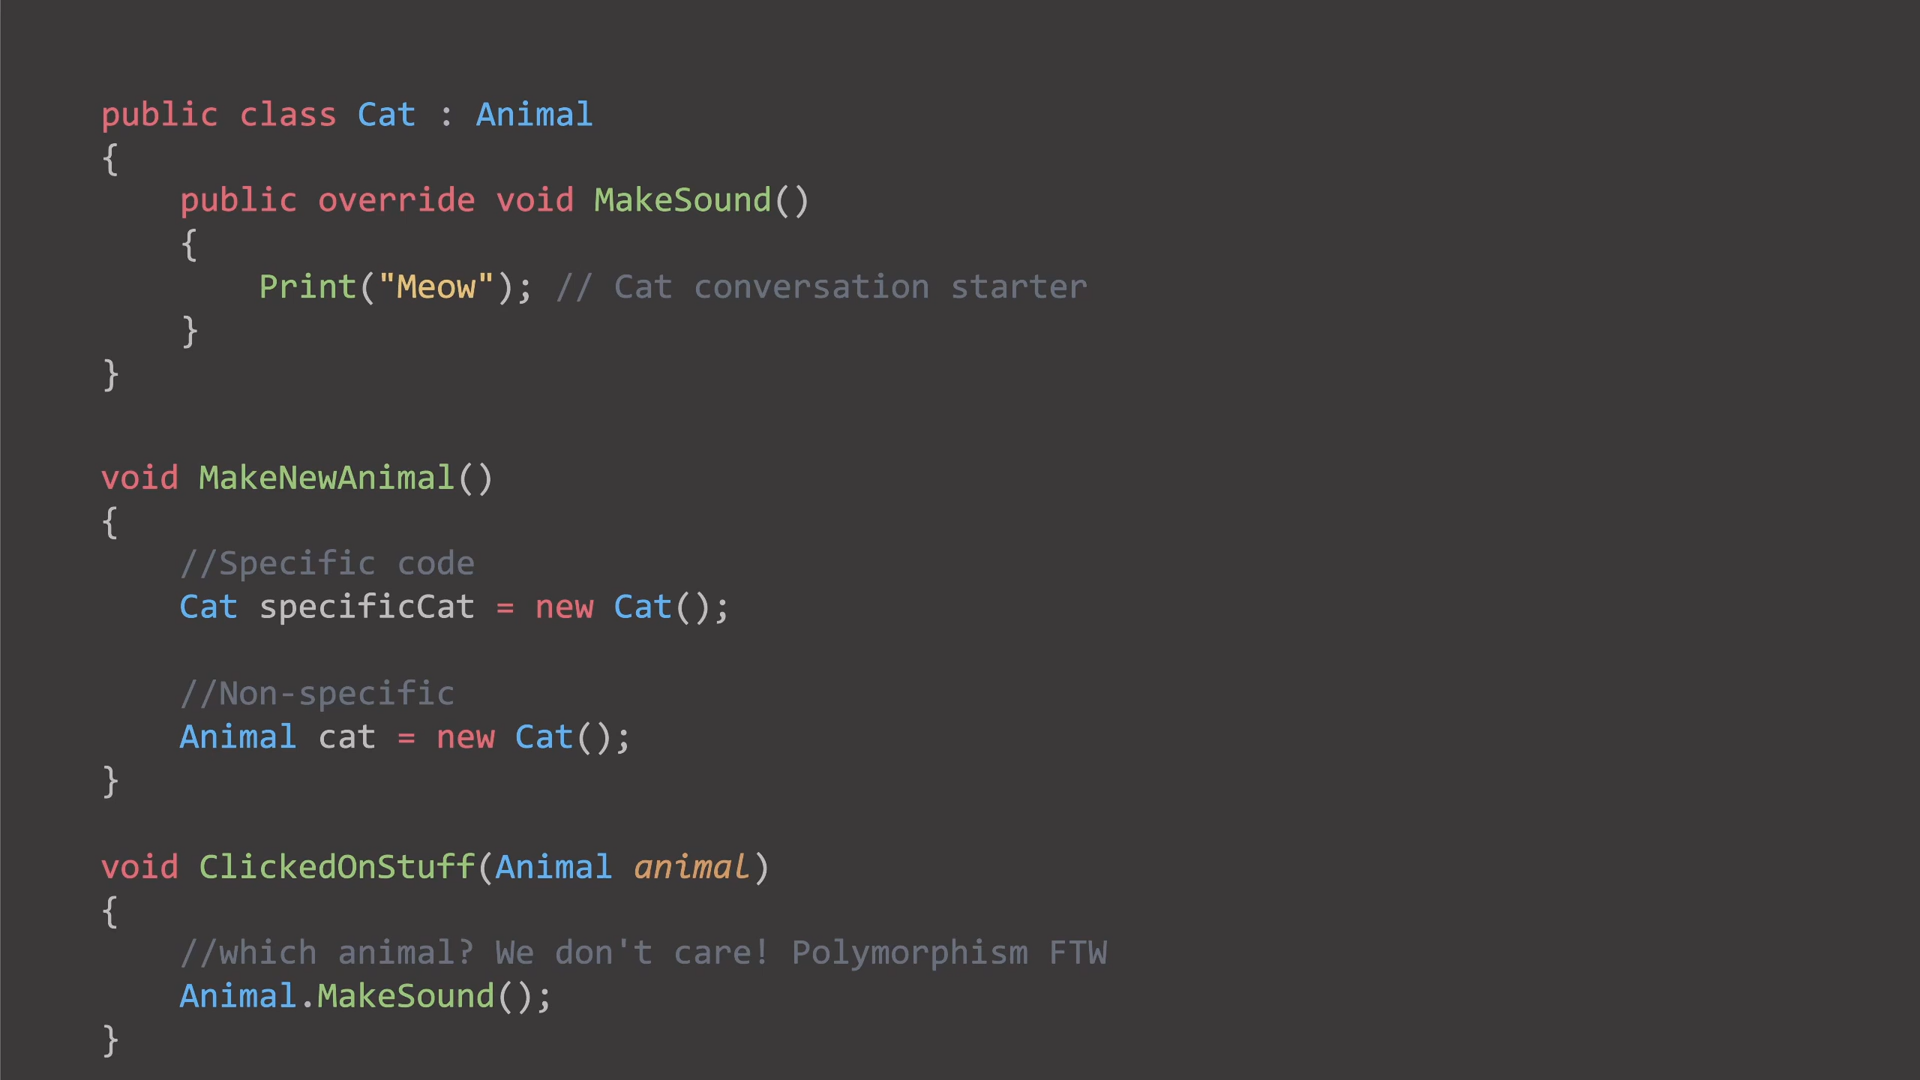 public class Cat : Animal
{
    public override void MakeSound()
    {
        Print("Meow"); // Cat conversation starter
    }
}
void MakeNewAnimal()
{
    //Specific code
    Cat specificCat = new Cat();
    //Non-specific
    Animal cat = new Cat();
}
void ClickedOnStuff(Animal animal)
{
    //which animal? We don't care! Polymorphism FTW
    Animal.MakeSound();
}